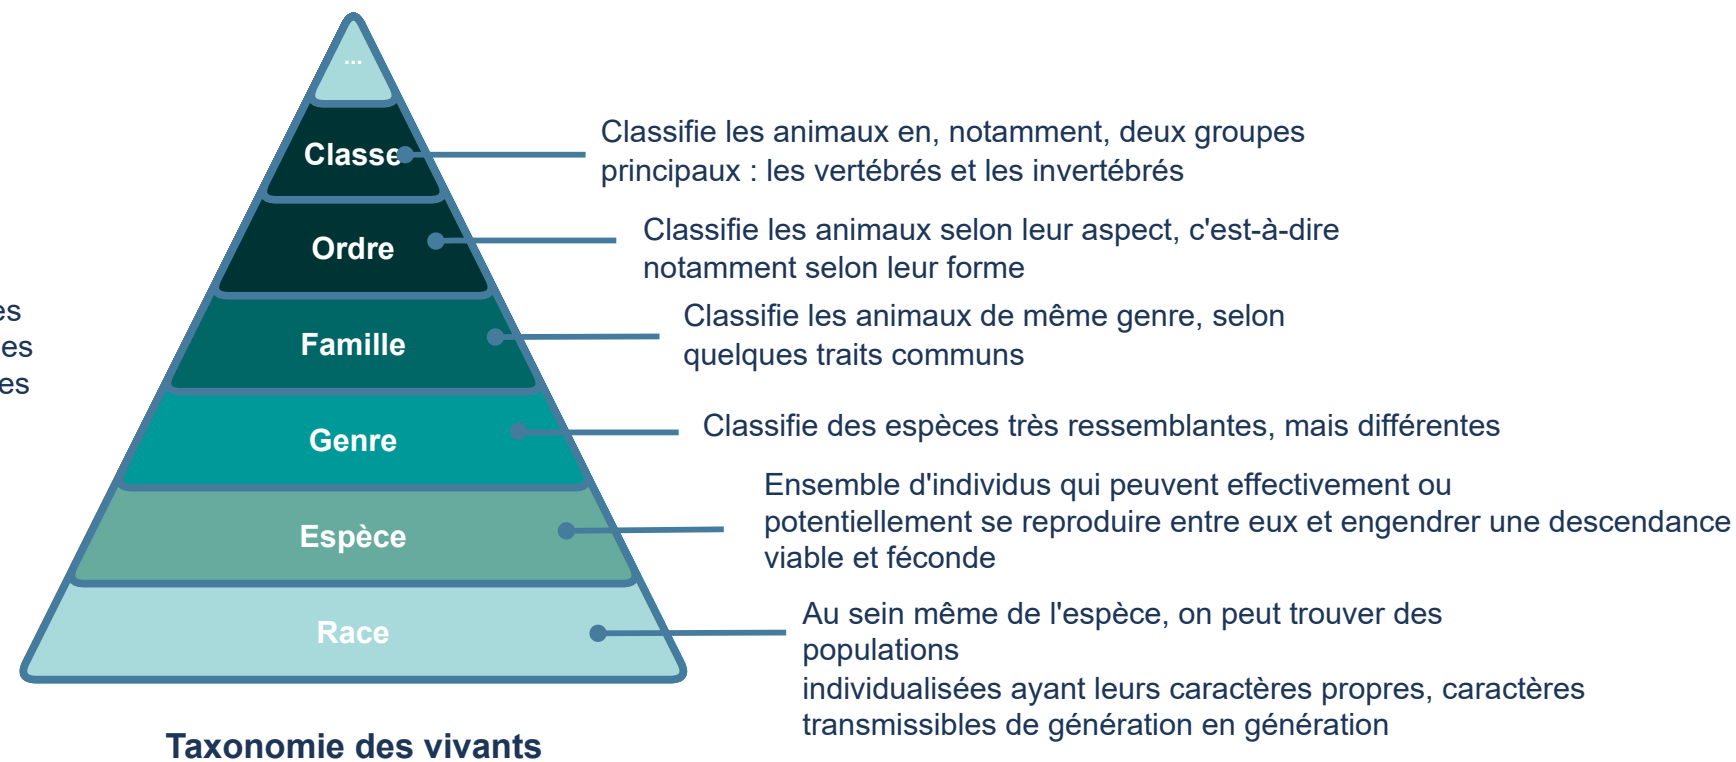 ...
Classe
Classifie les animaux en, notamment, deux groupes
principaux : les vertébrés et les invertébrés
Ordre
Classifie les animaux selon leur aspect, c'est-à-dire
notamment selon leur forme
Famille
Classifie les animaux de même genre, selon
quelques traits communs
Genre
Classifie des espèces très ressemblantes, mais différentes
Espèce
Ensemble d'individus qui peuvent effectivement ou
potentiellement se reproduire entre eux et engendrer une descendance
viable et féconde
Race
Au sein même de l'espèce, on peut trouver des
populations
individualisées ayant leurs caractères propres, caractères
transmissibles de génération en génération
Taxonomie des vivants